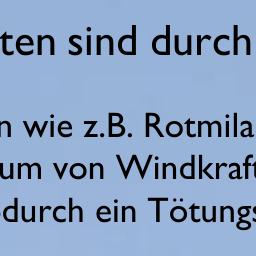 ten sind durch
n wie z.B. Rotmila
um von Windkraft
durch ein Tötungs